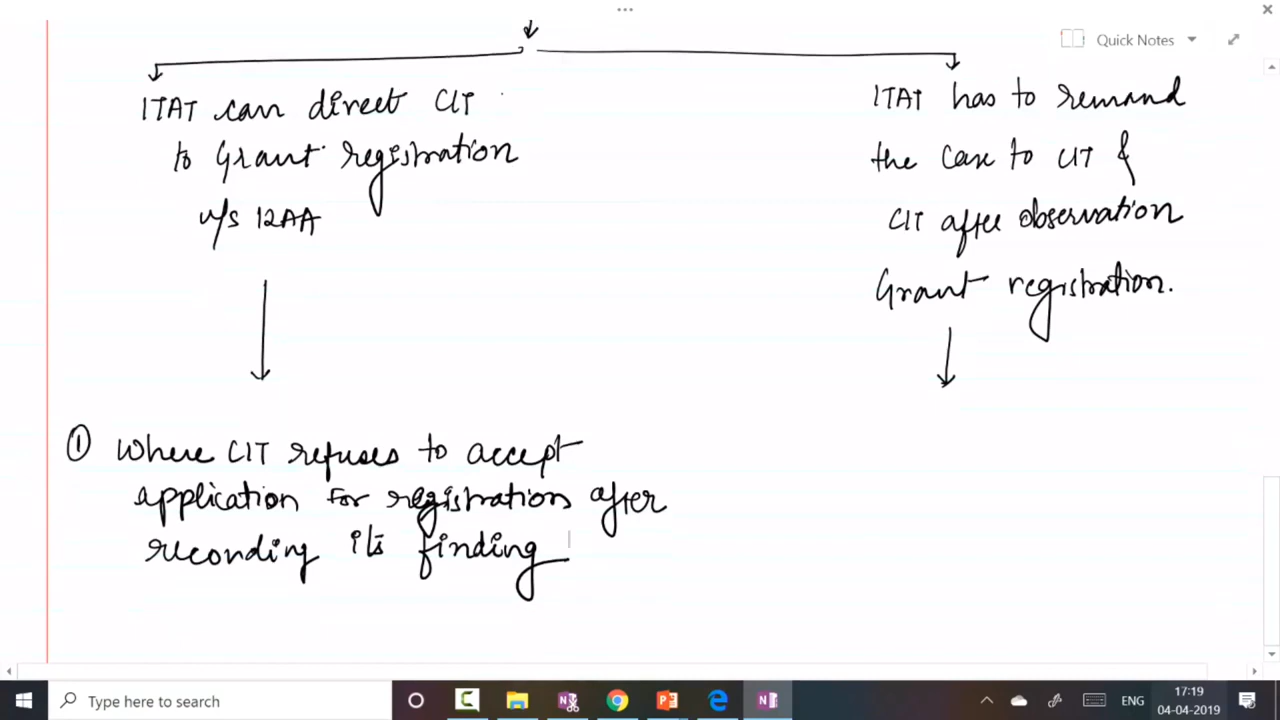 Quick Notes
ITAT can direct CIT
to Grant registration
u/s 12AA
ITAT has to remand
the case to CIT &
CIT after observation
Grant registration.
① Where CIT refuses to accept
application for registration after
reconding its finding
Type here to search
ENG
17:19
04-04-2019